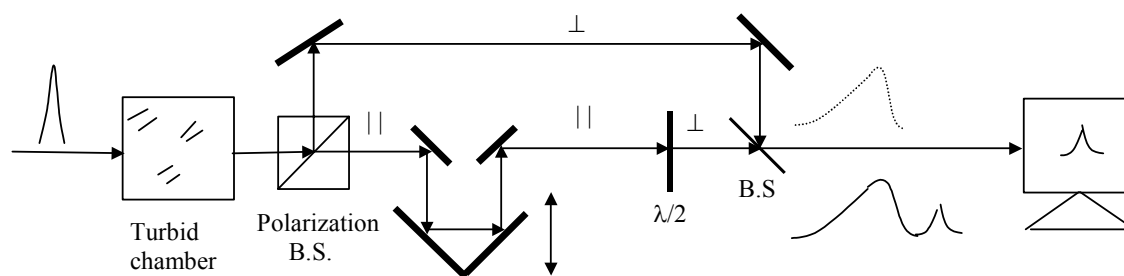 ⊥
||
||
⊥
B.S
λ/2
Turbid
chamber
Polarization
B.S.